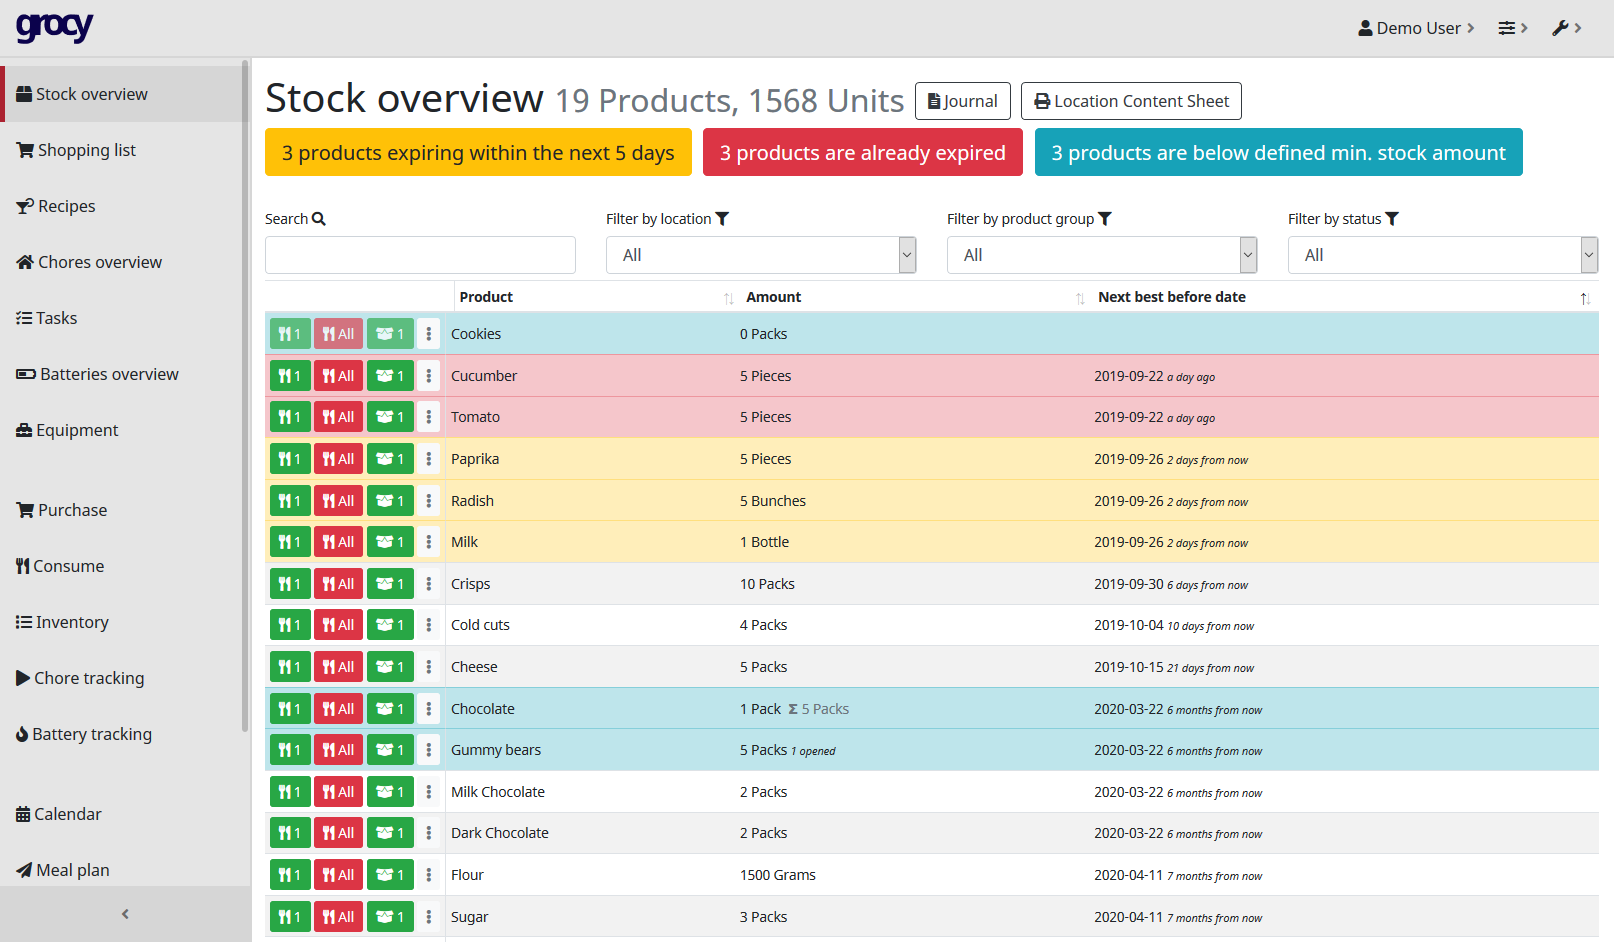 grocy
Demo User
Stock overview
Shopping list
Recipes
Chores overview
Tasks
Batteries overview
Equipment
Purchase
Consume
Inventory
Chore tracking
Battery tracking
Calendar
Meal plan
Stock overview 19 Products, 1568 Units Journal Location Content Sheet
3 products expiring within the next 5 days 3 products are already expired 3 products are below defined min. stock amount
Search Filter by location Filter by product group Filter by status
All All All
Product Amount Next best before date
1 All 1 Cookies 0 Packs
1 All 1 Cucumber 5 Pieces 2019-09-22 a day ago
1 All 1 Tomato 5 Pieces 2019-09-22 a day ago
1 All 1 Paprika 5 Pieces 2019-09-26 2 days from now
1 All 1 Radish 5 Bunches 2019-09-26 2 days from now
1 All 1 Milk 1 Bottle 2019-09-26 2 days from now
1 All 1 Crisps 10 Packs 2019-09-30 6 days from now
1 All 1 Cold cuts 4 Packs 2019-10-04 10 days from now
1 All 1 Cheese 5 Packs 2019-10-15 21 days from now
1 All 1 Chocolate 1 Pack Σ 5 Packs 2020-03-22 6 months from now
1 All 1 Gummy bears 5 Packs 1 opened 2020-03-22 6 months from now
1 All 1 Milk Chocolate 2 Packs 2020-03-22 6 months from now
1 All 1 Dark Chocolate 2 Packs 2020-03-22 6 months from now
1 All 1 Flour 1500 Grams 2020-04-11 7 months from now
1 All 1 Sugar 3 Packs 2020-04-11 7 months from now